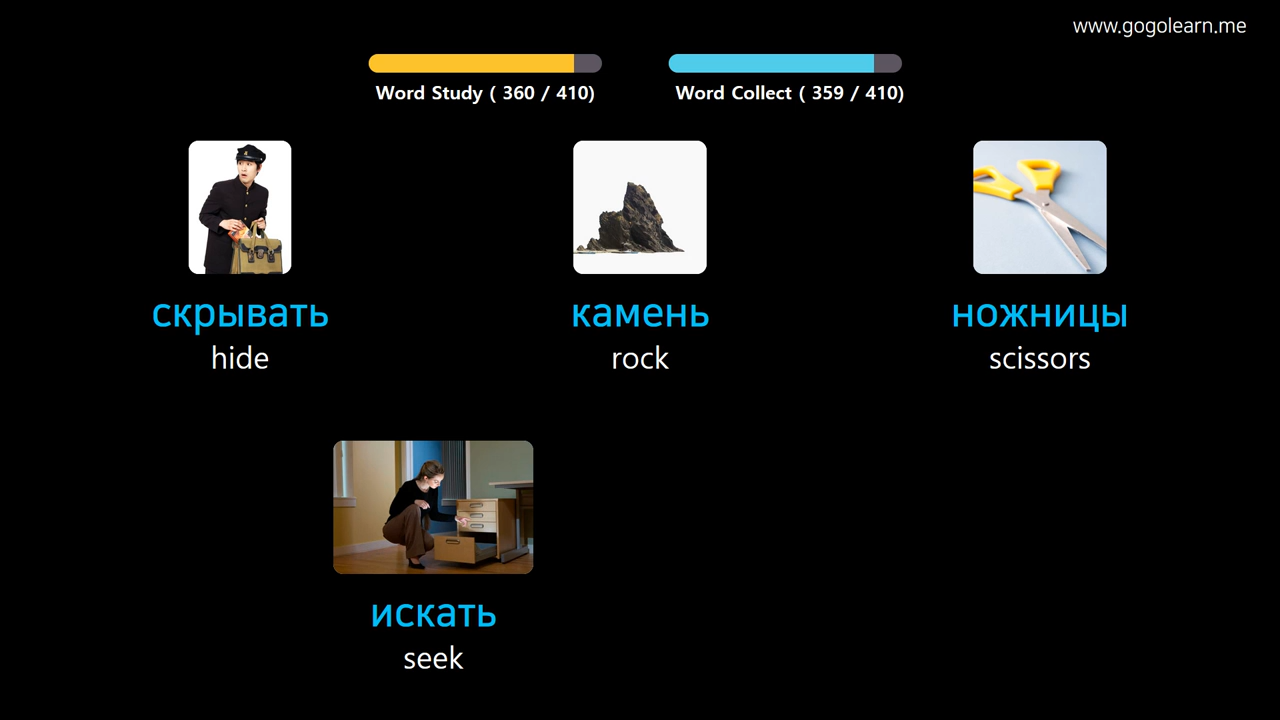 www.gogolearn.me
Word Study ( 360 / 410)
Word Collect ( 359 / 410)
скрывать
hide
камень
rock
ножницы
scissors
искать
seek